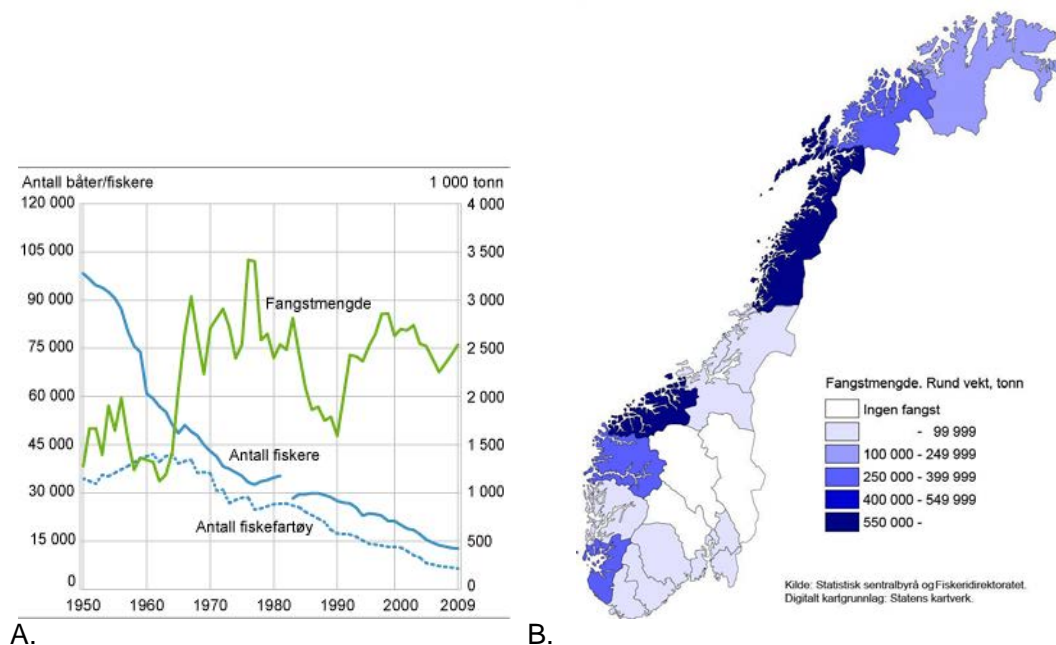 Antall båter/fiskere 1 000 tonn
120 000 4 000
105 000 3 500
90 000 3 000
75 000 2 500
60 000 2 000
45 000 1 500
30 000 1 000
15 000 500
0 0
Fangstmengde
Antall fiskere
Antall fiskefartøy
1950 1960 1970 1980 1990 2000 2009
A.
Fangstmengde. Rund vekt, tonn
Ingen fangst
- 99 999
100 000 - 249 999
250 000 - 399 999
400 000 - 549 999
550 000 -
Kilde: Statistisk sentralbyrå og Fiskeridirektoratet.
Digitalt kartgrunnlag: Statens kartverk.
B.